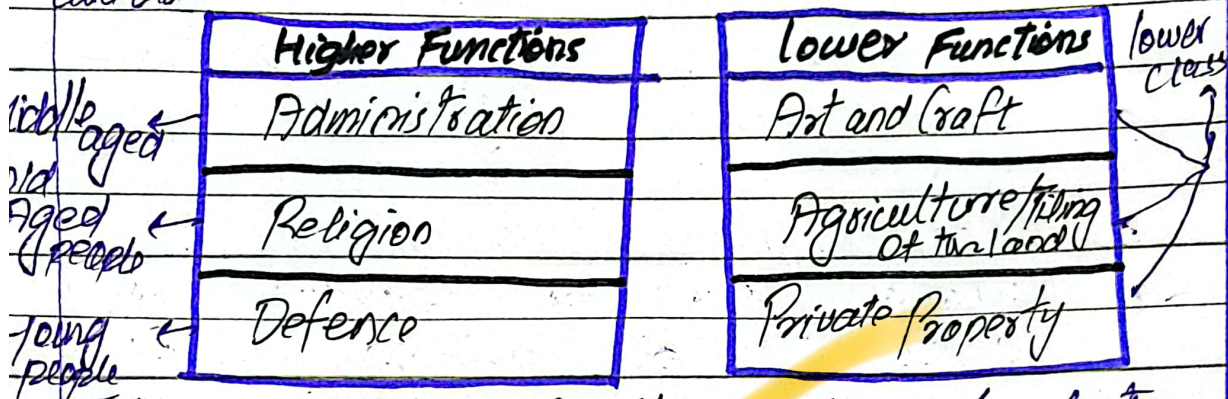 Higher Functions
Lower Functions
lower
class
Middle
aged
Administration
Art and Craft
old
Aged
people
Religion
Agriculture/Tilling
of the land
young
people
Defence
Private Property